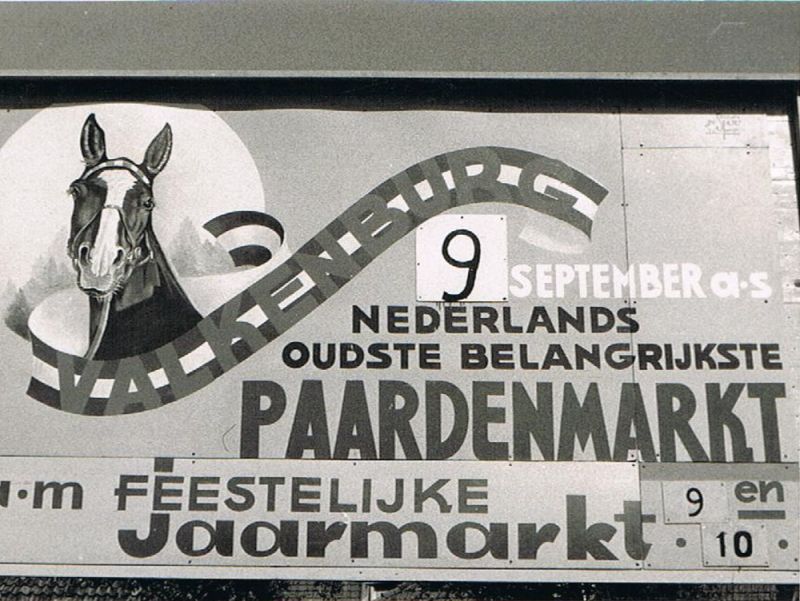 VALKENBURG
9 SEPTEMBER a·s
NEDERLANDS
OUDSTE BELANGRIJKSTE
PAARDENMARKT
a·m FEESTELIJKE
Jaarmarkt · 9 en 10 ·